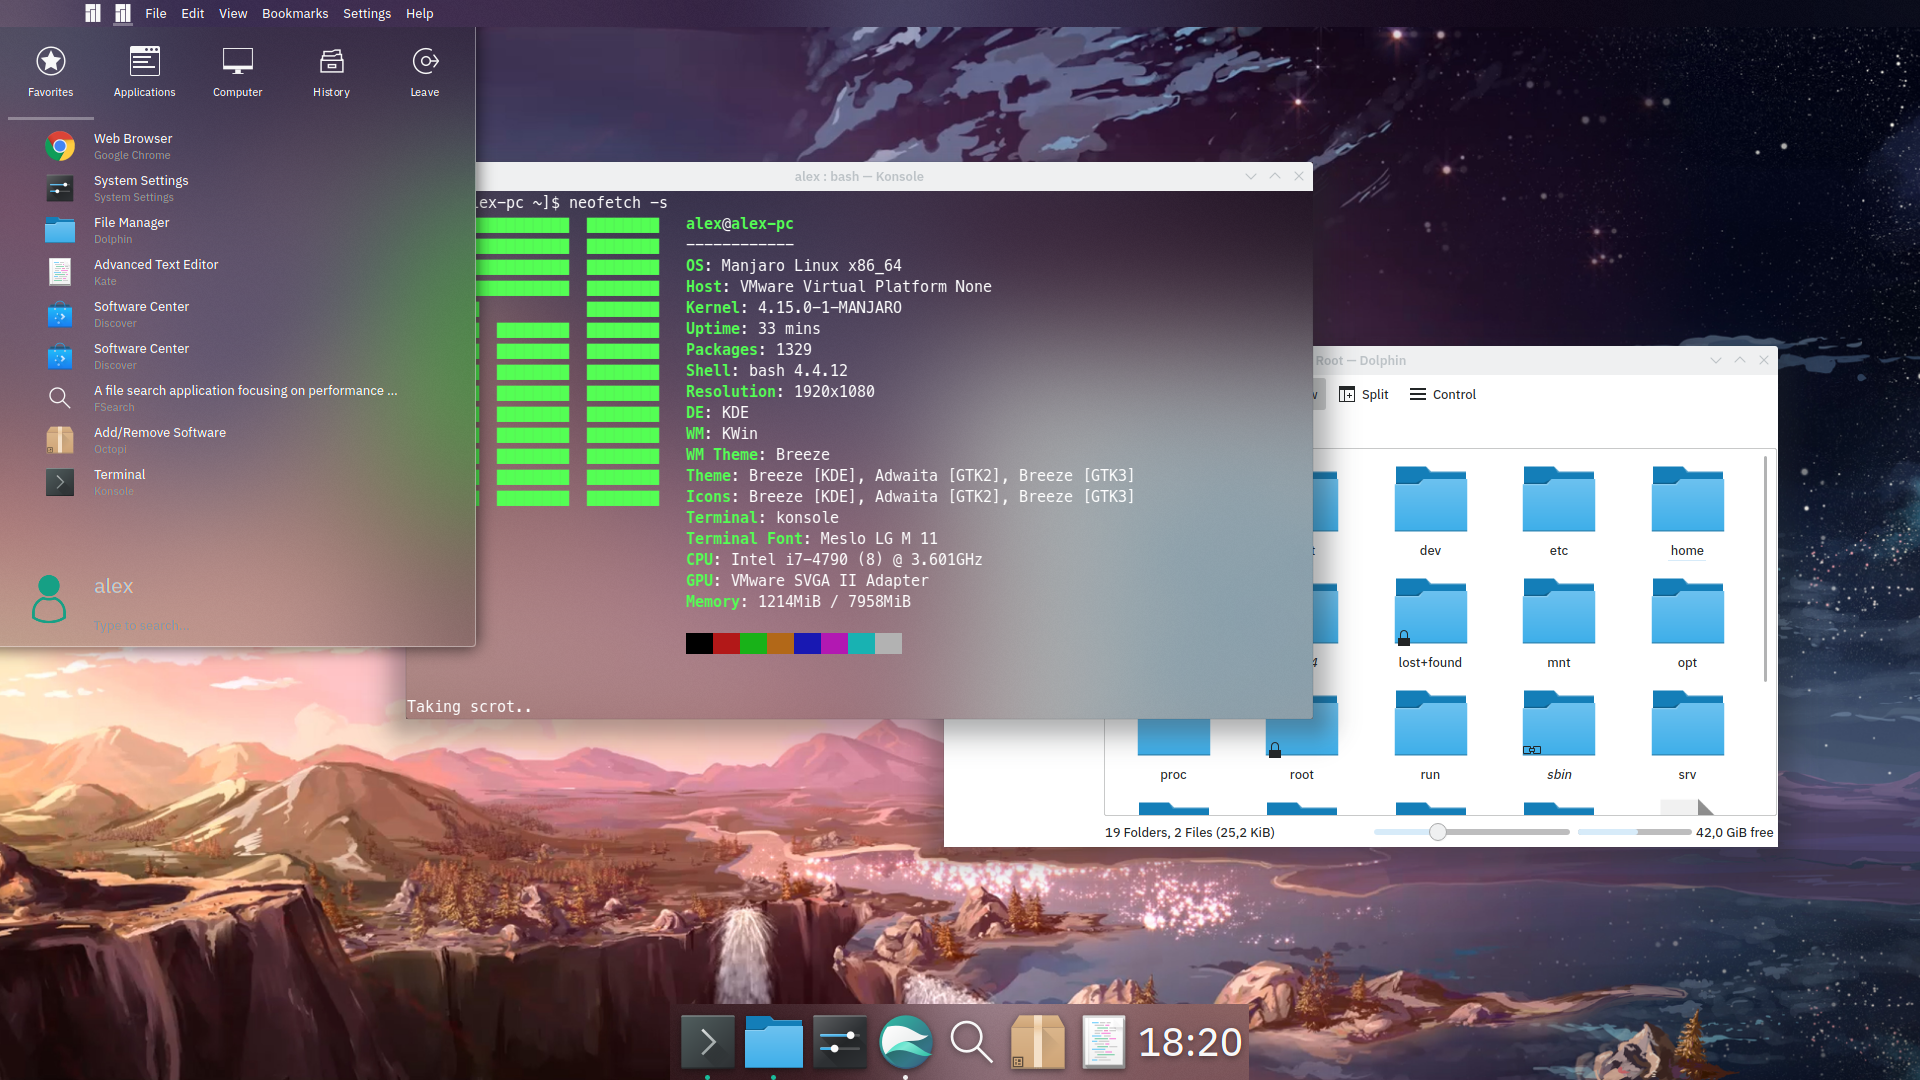 File Edit View Bookmarks Settings Help
Favorites Applications Computer History Leave
Web Browser
Google Chrome
System Settings
System Settings
File Manager
Dolphin
Advanced Text Editor
Kate
Software Center
Discover
Software Center
Discover
A file search application focusing on performance ...
FSearch
Add/Remove Software
Octopi
Terminal
Konsole
alex
Type to search...
alex : bash — Konsole
lex-pc ~]$ neofetch -s
alex@alex-pc
------------
OS: Manjaro Linux x86_64
Host: VMware Virtual Platform None
Kernel: 4.15.0-1-MANJARO
Uptime: 33 mins
Packages: 1329
Shell: bash 4.4.12
Resolution: 1920x1080
DE: KDE
WM: KWin
WM Theme: Breeze
Theme: Breeze [KDE], Adwaita [GTK2], Breeze [GTK3]
Icons: Breeze [KDE], Adwaita [GTK2], Breeze [GTK3]
Terminal: konsole
Terminal Font: Meslo LG M 11
CPU: Intel i7-4790 (8) @ 3.601GHz
GPU: VMware SVGA II Adapter
Memory: 1214MiB / 7958MiB
Taking scrot..
Root — Dolphin
Split Control
dev etc home
lost+found mnt opt
proc root run sbin srv
19 Folders, 2 Files (25,2 KiB) 42,0 GiB free
18:20